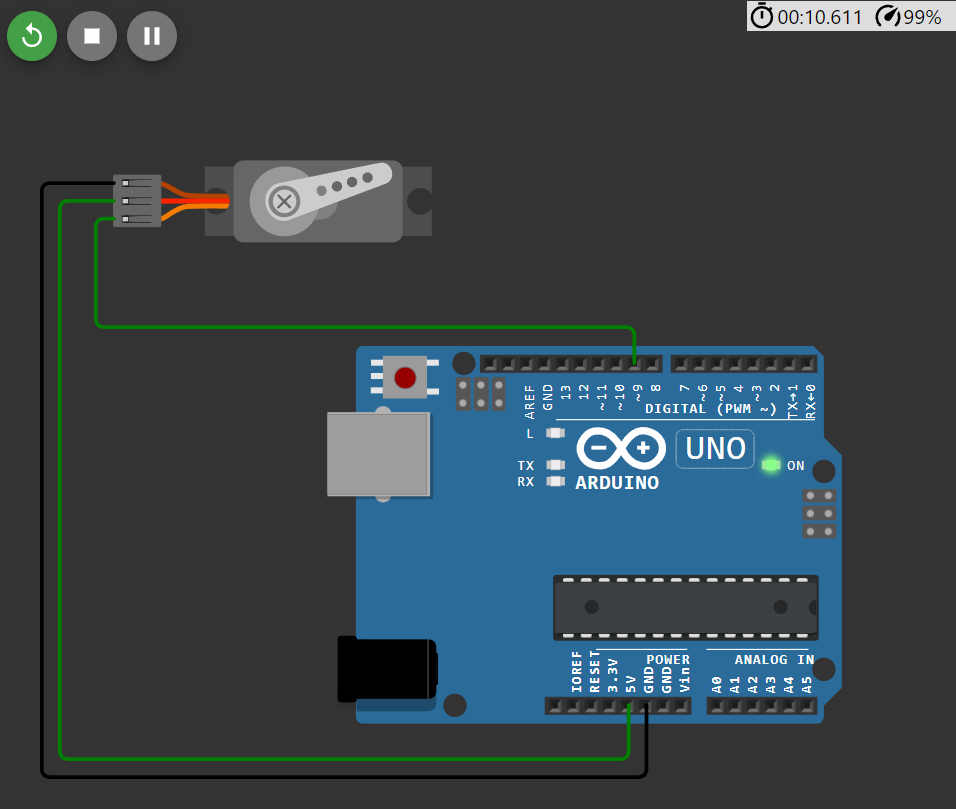 00:10.611 99%
AREF GND 13 12 ~11 ~10 ~9 8 7 ~6 ~5 4 ~3 2 TX→1 RX←0
DIGITAL (PWM ~)
L
TX
RX
UNO
ON
ARDUINO
POWER
ANALOG IN
IOREF RESET 3.3V 5V GND GND Vin A0 A1 A2 A3 A4 A5